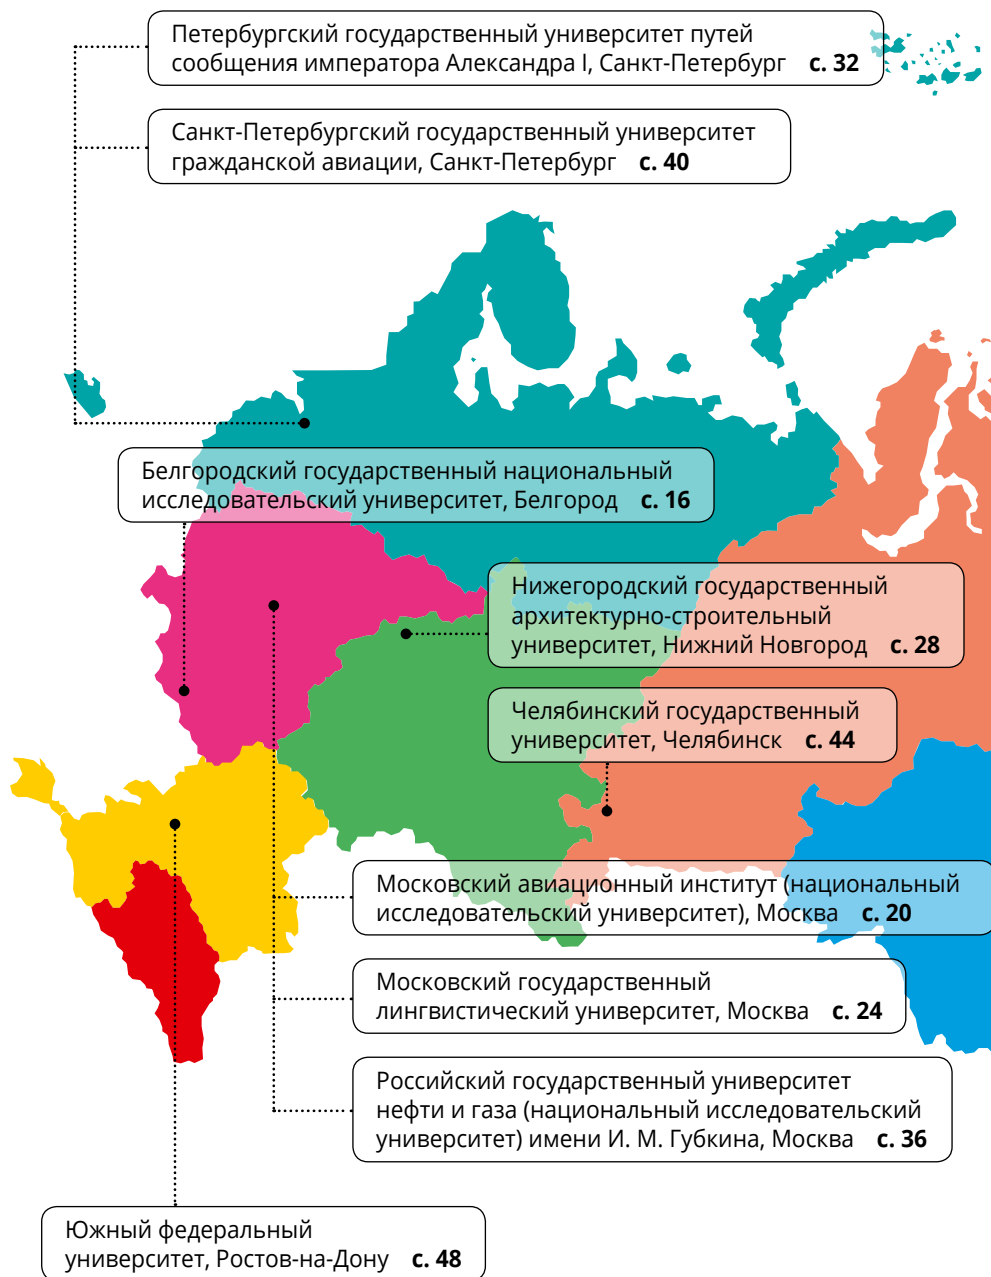 Петербургский государственный университет путей
сообщения императора Александра I, Санкт-Петербург с. 32
Санкт-Петербургский государственный университет
гражданской авиации, Санкт-Петербург с. 40
Белгородский государственный национальный
исследовательский университет, Белгород с. 16
Нижегородский государственный
архитектурно-строительный
университет, Нижний Новгород с. 28
Челябинский государственный
университет, Челябинск с. 44
Московский авиационный институт (национальный
исследовательский университет), Москва с. 20
Московский государственный
лингвистический университет, Москва с. 24
Российский государственный университет
нефти и газа (национальный исследовательский
университет) имени И. М. Губкина, Москва с. 36
Южный федеральный
университет, Ростов-на-Дону с. 48